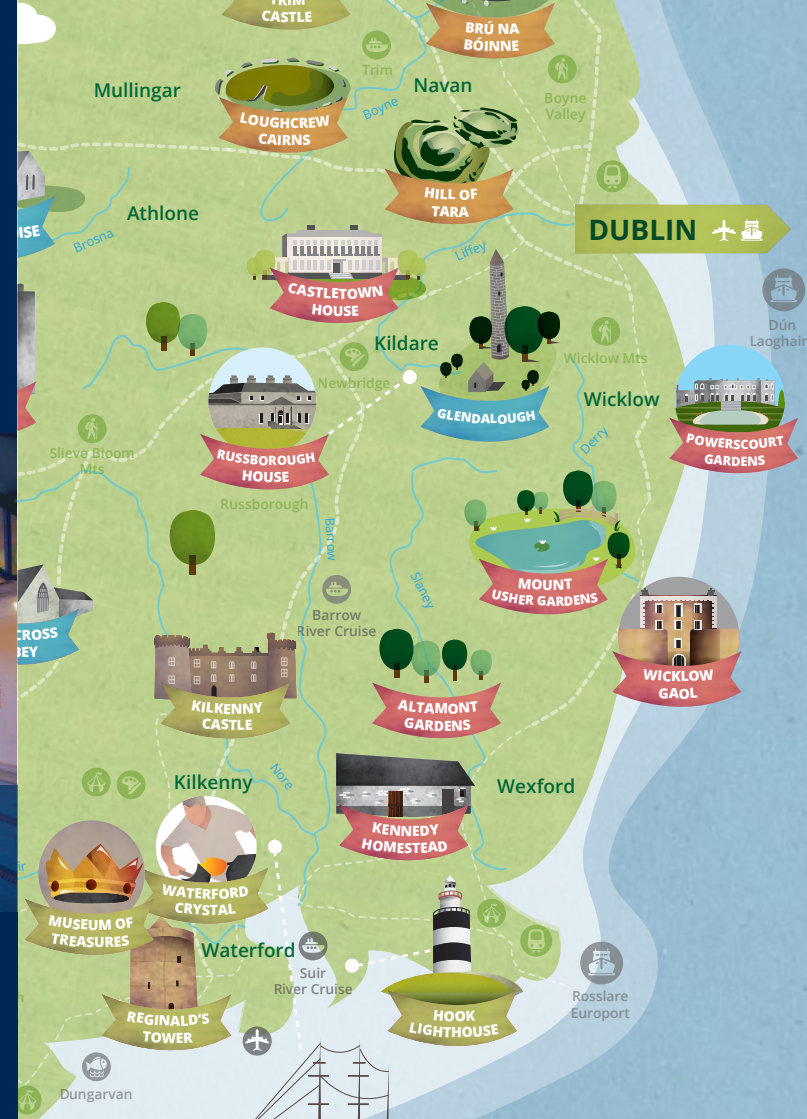 TRIM
CASTLE
BRÚ NA
BÓINNE
Trim
Mullingar
Navan
Boyne
Valley
Boyne
LOUGHCREW
CAIRNS
HILL OF
TARA
Athlone
ISE
Brosna
DUBLIN
Liffey
CASTLETOWN
HOUSE
Dún
Laoghair
Kildare
Newbridge
Wicklow Mts
Wicklow
GLENDALOUGH
POWERSCOURT
GARDENS
Derry
Slieve Bloom
Mts
RUSSBOROUGH
HOUSE
Russborough
Barrow
Slaney
MOUNT
USHER GARDENS
Barrow
River Cruise
CROSS
BEY
WICKLOW
GAOL
KILKENNY
CASTLE
ALTAMONT
GARDENS
Kilkenny
Nore
Wexford
KENNEDY
HOMESTEAD
ir
WATERFORD
CRYSTAL
MUSEUM OF
TREASURES
Waterford
Suir
River Cruise
Rosslare
Europort
n
REGINALD'S
TOWER
HOOK
LIGHTHOUSE
Dungarvan